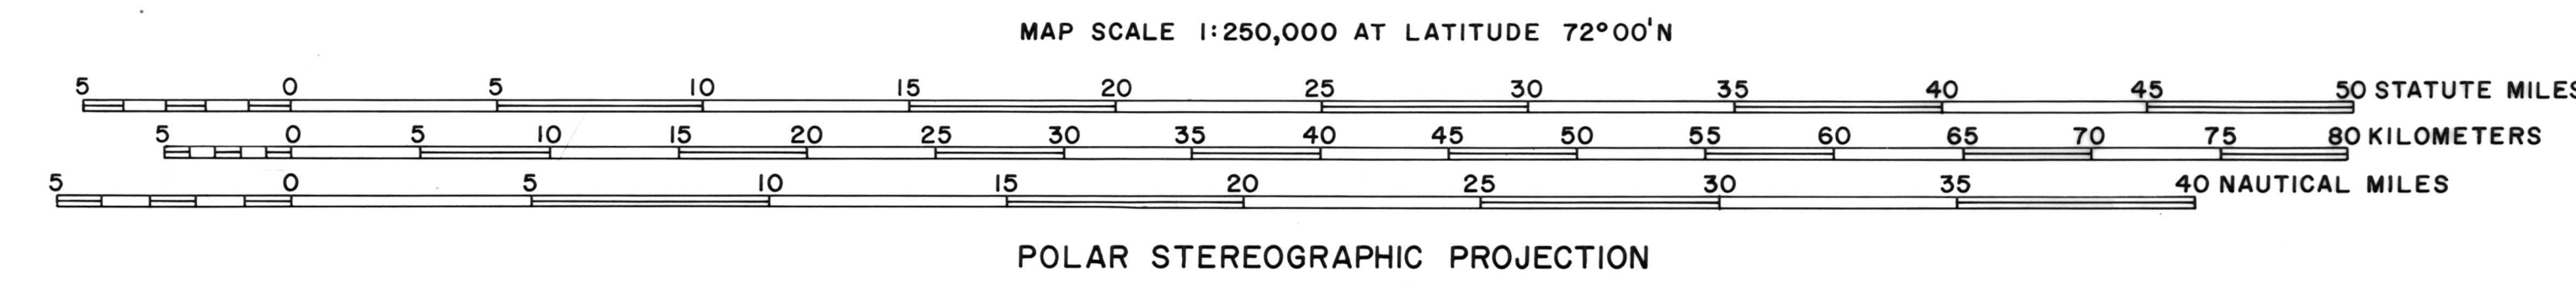 MAP SCALE 1:250,000 AT LATITUDE 72°00'N
5 0 5 10 15 20 25 30 35 40 45 50 STATUTE MILES
5 0 5 10 15 20 25 30 35 40 45 50 55 60 65 70 75 80 KILOMETERS
5 0 5 10 15 20 25 30 35 40 NAUTICAL MILES
POLAR STEREOGRAPHIC PROJECTION